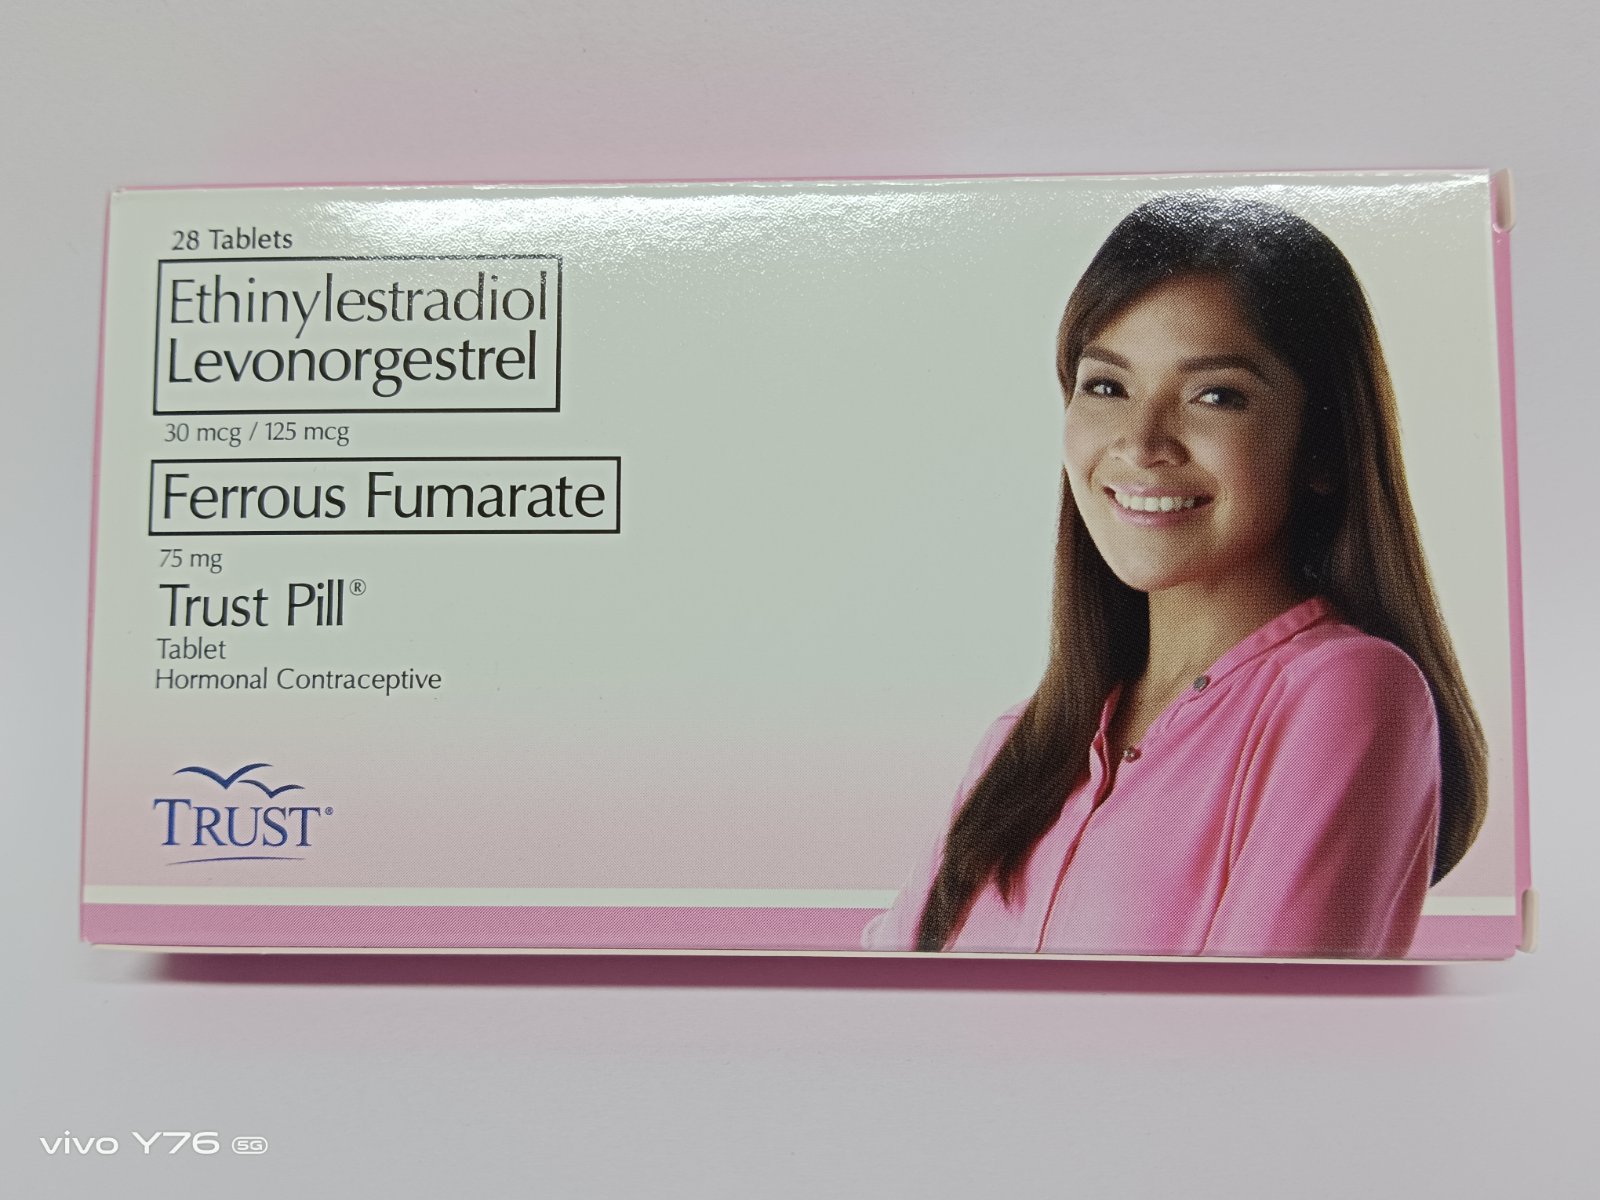 28 Tablets
Ethinylestradiol
Levonorgestrel
30 mcg / 125 mcg
Ferrous Fumarate
75 mg
Trust Pill®
Tablet
Hormonal Contraceptive
TRUST®
vivo Y76 5G